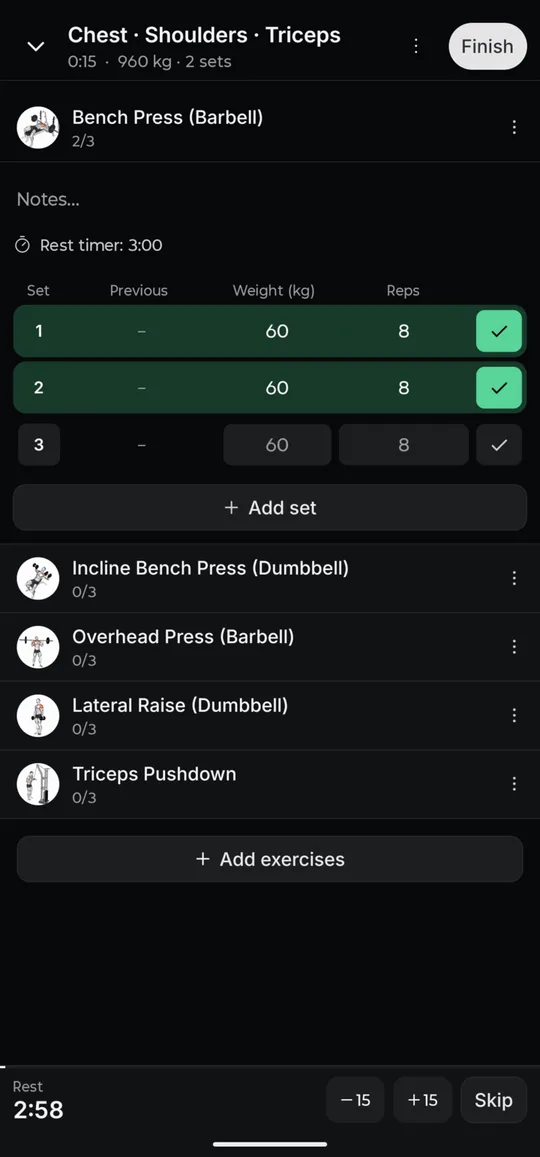 Chest · Shoulders · Triceps
0:15 · 960 kg · 2 sets
Finish
Bench Press (Barbell)
2/3
Notes...
Rest timer: 3:00
Set Previous Weight (kg) Reps
1 – 60 8
2 – 60 8
3 – 60 8
+ Add set
Incline Bench Press (Dumbbell)
0/3
Overhead Press (Barbell)
0/3
Lateral Raise (Dumbbell)
0/3
Triceps Pushdown
0/3
+ Add exercises
Rest
2:58
−15 +15 Skip